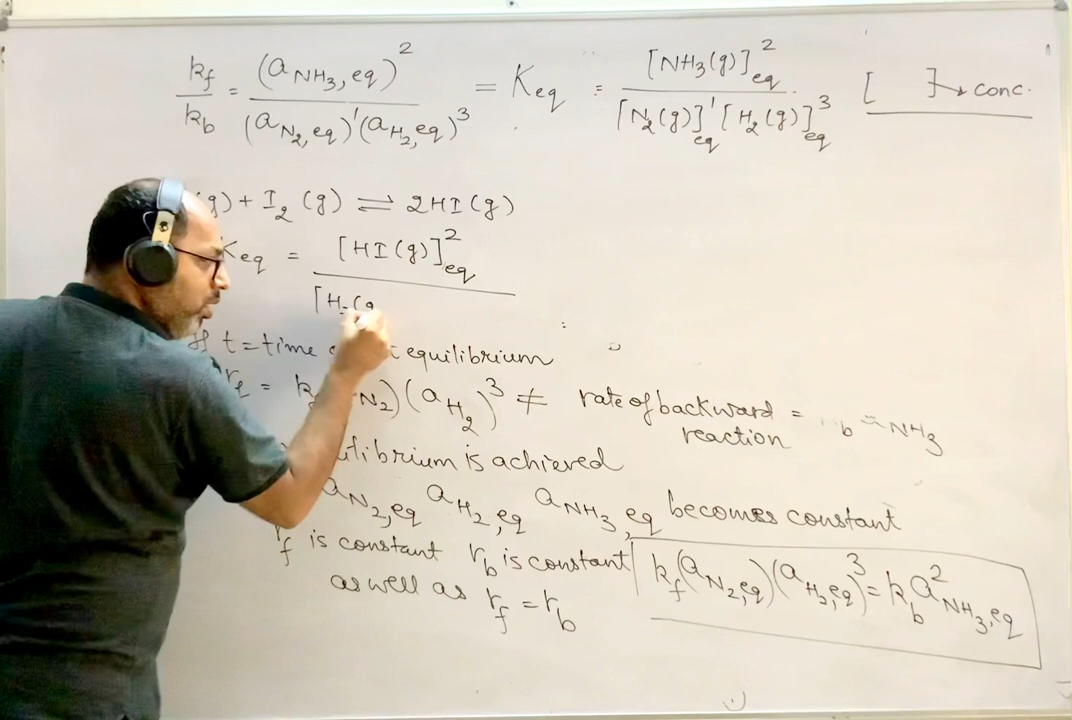 kf/kb = (a NH3, eq)^2 / (a N2, eq)^1 (a H2, eq)^3 = Keq = [NH3(g)]^2 eq / [N2(g)]^1 eq [H2(g)]^3 eq [ ]→ conc.
g) + I2 (g) ⇌ 2HI(g)
Keq = [HI(g)]^2 eq / [H2(g
t = time equilibrium
= N2)(a H2)^3 ≠ rate of backward reaction = b NH3
ilibrium is achieved
a N2,eq a H2,eq a NH3,eq becomes constant
rf is constant rb is constant
as well as rf = rb
kf(a N2,eq)(a H2,eq)^3 = kb a^2 NH3,eq